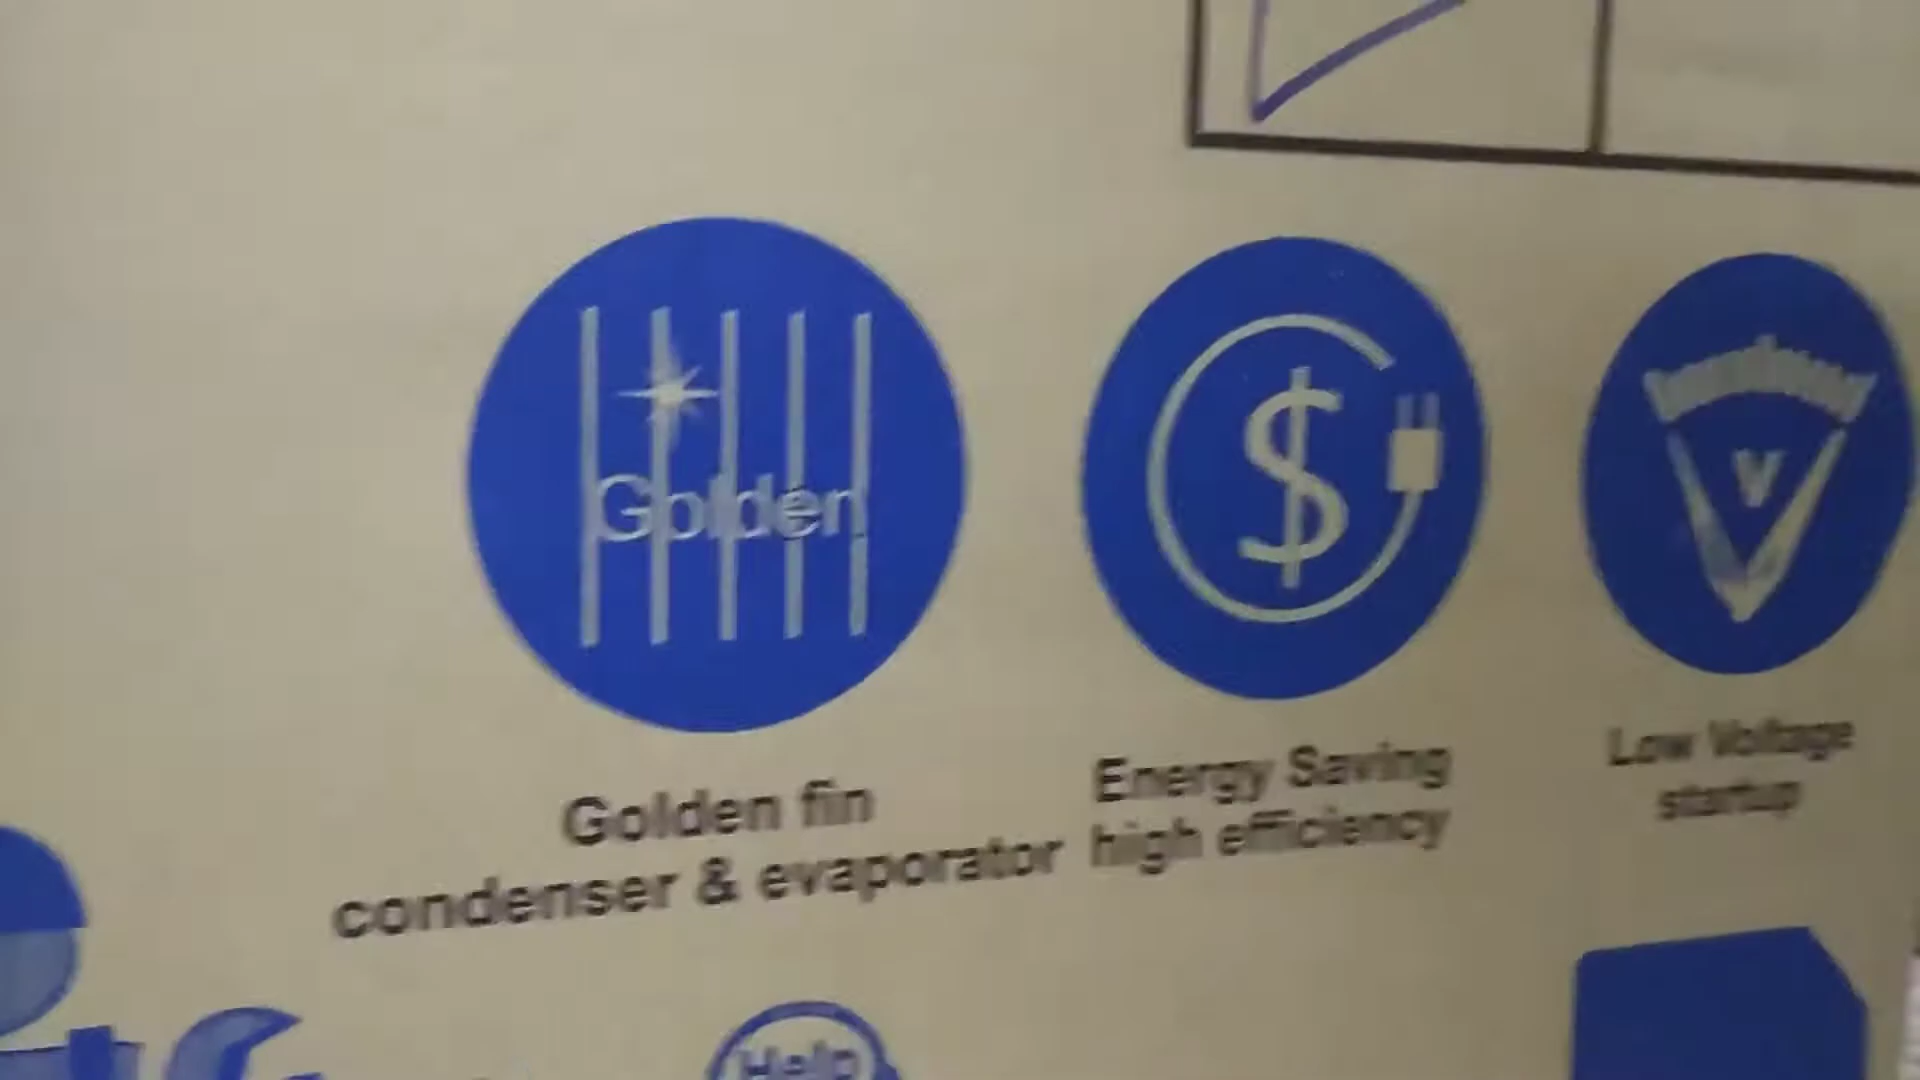 Golden
$
V
Golden fin
condenser & evaporator
Energy Saving
high efficiency
Low Voltage
startup
Help